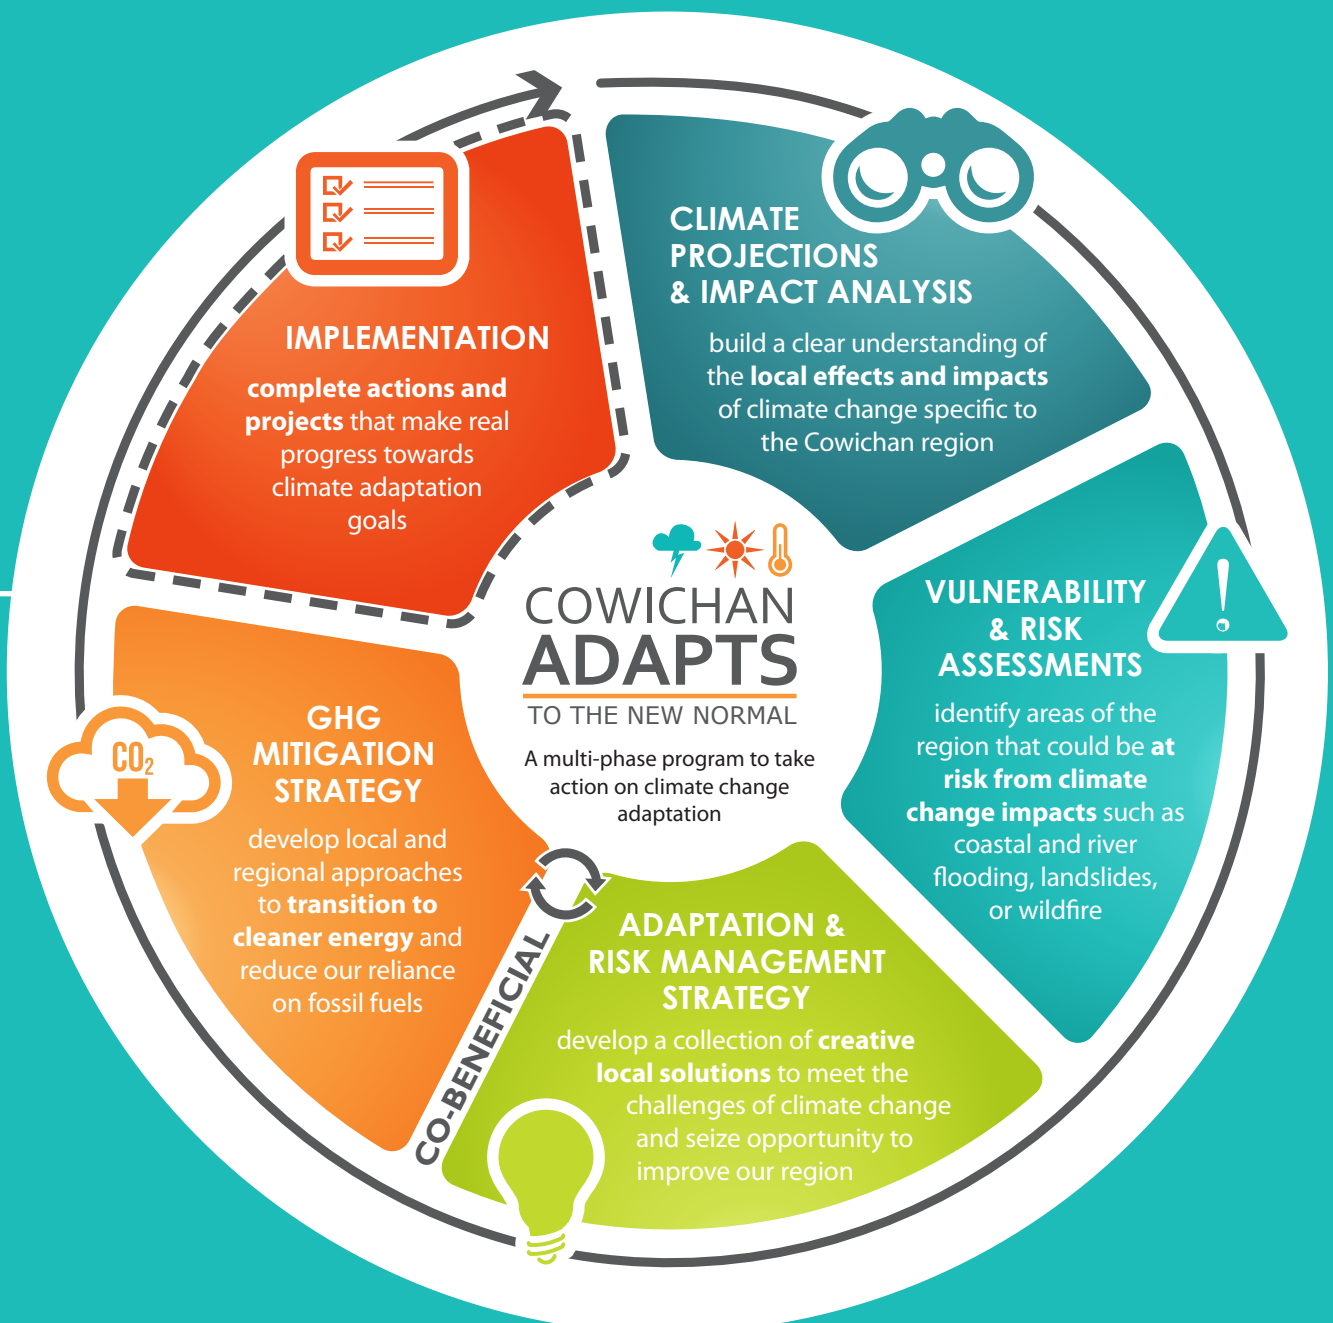 CLIMATE
PROJECTIONS
& IMPACT ANALYSIS
build a clear understanding of
the local effects and impacts
of climate change specific to
the Cowichan region
VULNERABILITY
& RISK
ASSESSMENTS
identify areas of the
region that could be at
risk from climate
change impacts such as
coastal and river
flooding, landslides,
or wildfire
ADAPTATION &
RISK MANAGEMENT
STRATEGY
develop a collection of creative
local solutions to meet the
challenges of climate change
and seize opportunity to
improve our region
CO-BENEFICIAL
GHG
MITIGATION
STRATEGY
develop local and
regional approaches
to transition to
cleaner energy and
reduce our reliance
on fossil fuels
CO₂
IMPLEMENTATION
complete actions and
projects that make real
progress towards
climate adaptation
goals
COWICHAN
ADAPTS
TO THE NEW NORMAL
A multi-phase program to take
action on climate change
adaptation
!